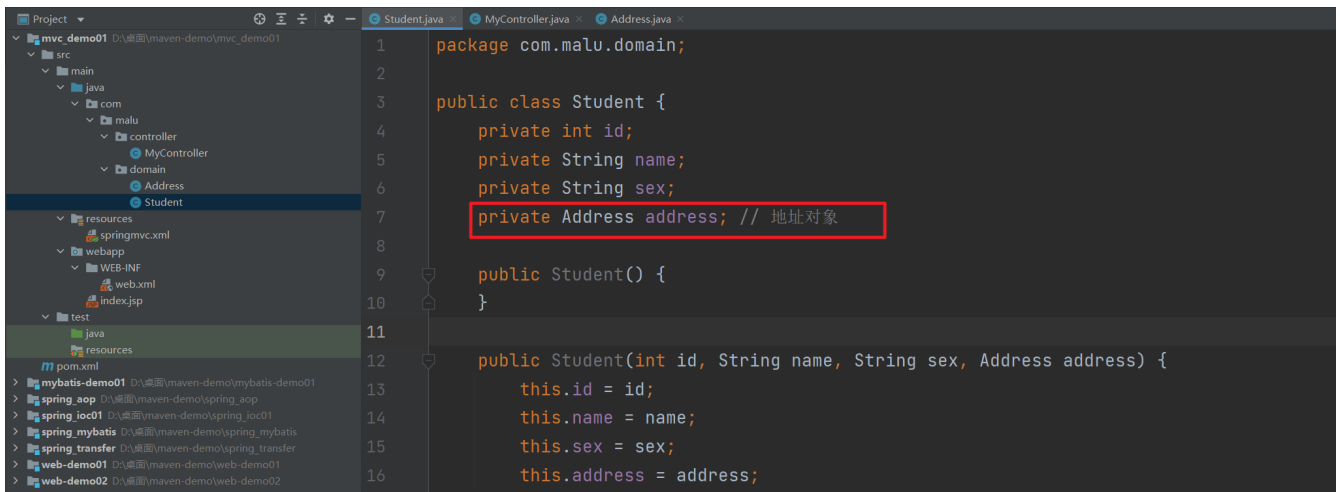 Project
Student.java
MyController.java
Address.java
mvc_demo01 D:\桌面\maven-demo\mvc_demo01
src
main
java
com
malu
controller
MyController
domain
Address
Student
resources
springmvc.xml
webapp
WEB-INF
web.xml
index.jsp
test
java
resources
pom.xml
mybatis-demo01 D:\桌面\maven-demo\mybatis-demo01
spring_aop D:\桌面\maven-demo\spring_aop
spring_ioc01 D:\桌面\maven-demo\spring_ioc01
spring_mybatis D:\桌面\maven-demo\spring_mybatis
spring_transfer D:\桌面\maven-demo\spring_transfer
web-demo01 D:\桌面\maven-demo\web-demo01
web-demo02 D:\桌面\maven-demo\web-demo02
1 package com.malu.domain;
2
3 public class Student {
4 private int id;
5 private String name;
6 private String sex;
7 private Address address; // 地址对象
8
9 public Student() {
10 }
11
12 public Student(int id, String name, String sex, Address address) {
13 this.id = id;
14 this.name = name;
15 this.sex = sex;
16 this.address = address;